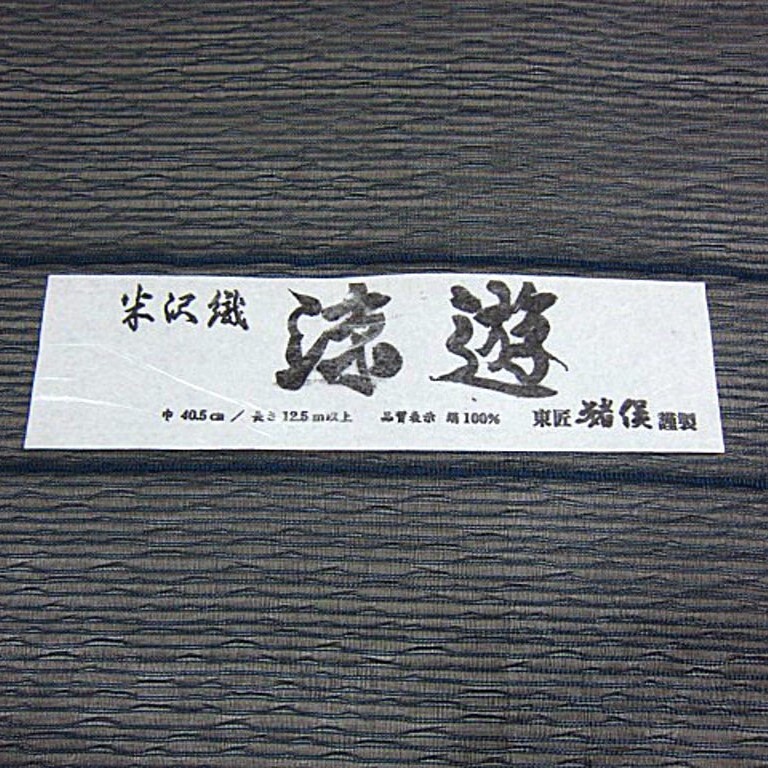 米沢織 涼遊
巾 40.5㎝ / 長さ 12.5m以上 品質表示 絹100% 東匠 猪俣 謹製